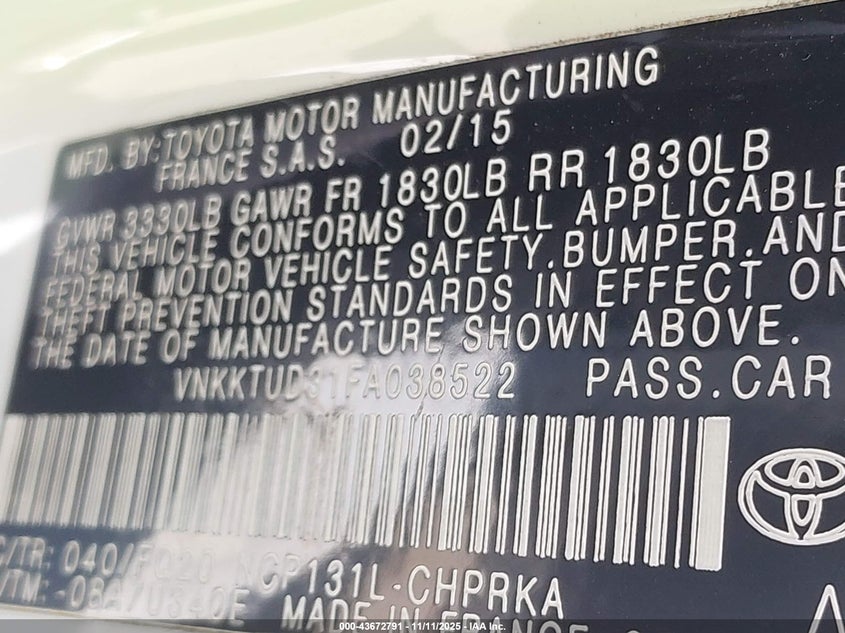 MFD. BY:TOYOTA MOTOR MANUFACTURING
FRANCE S.A.S. 02/15
GVWR 3330LB GAWR FR 1830LB RR 1830LB
THIS VEHICLE CONFORMS TO ALL APPLICABLE
FEDERAL MOTOR VEHICLE SAFETY,BUMPER,AND
THEFT PREVENTION STANDARDS IN EFFECT ON
THE DATE OF MANUFACTURE SHOWN ABOVE.
VNKKTUD31FA038522 PASS.CAR
C/TR: 040/FQ20 NCP131L-CHPRKA
MADE IN FRANCE
000-43672791 - 11/11/2025 - IAA Inc.